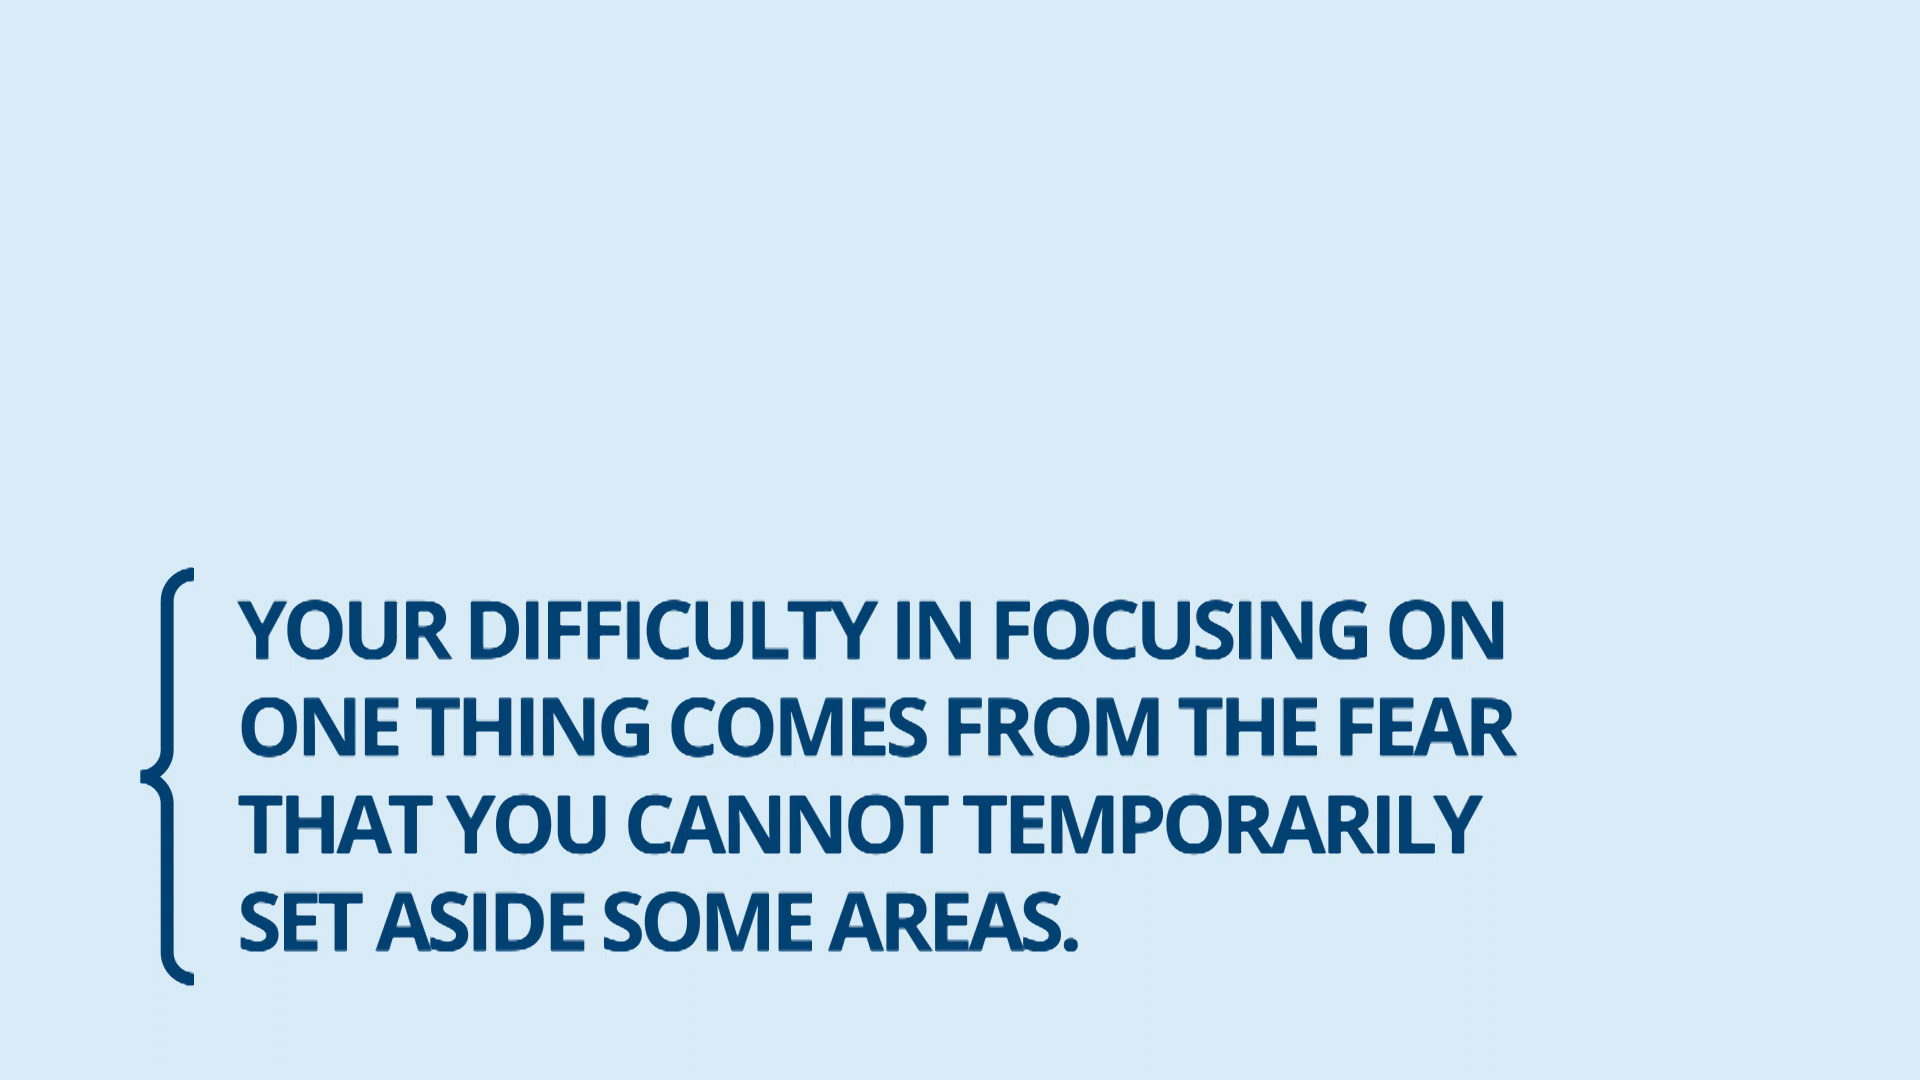 YOUR DIFFICULTY IN FOCUSING ON
ONE THING COMES FROM THE FEAR
THAT YOU CANNOT TEMPORARILY
SET ASIDE SOME AREAS.